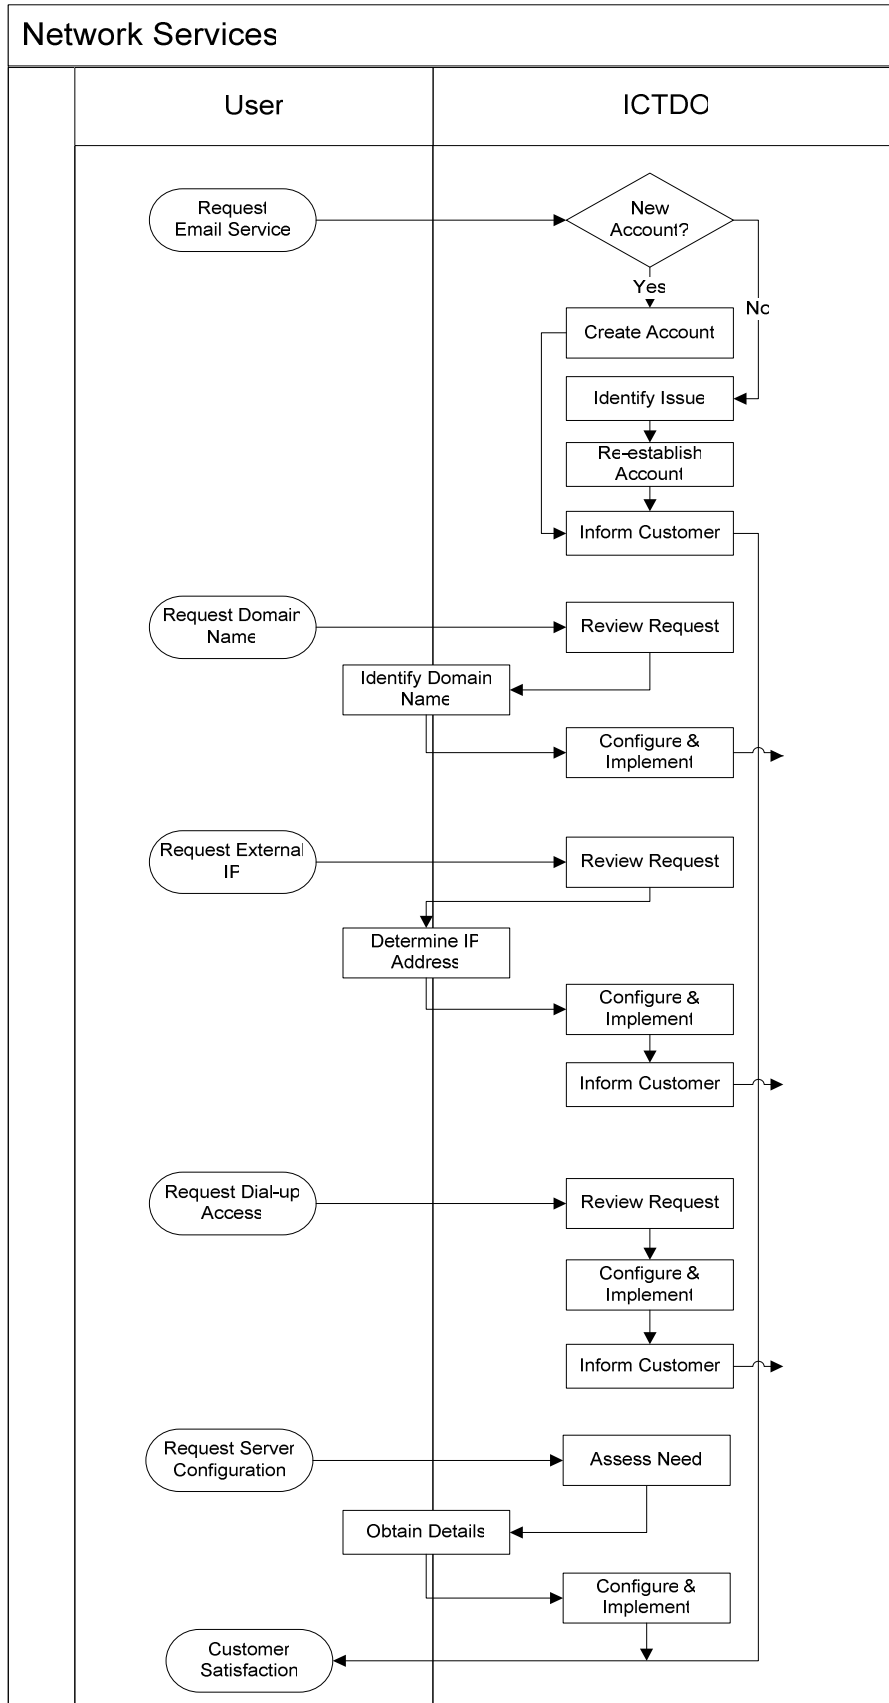 Network Services
User
ICTDO
Request
Email Service
New
Account?
Yes
No
Create Account
Identify Issue
Re-establish
Account
Inform Customer
Request Domain
Name
Review Request
Identify Domain
Name
Configure &
Implement
Request External
IP
Review Request
Determine IP
Address
Configure &
Implement
Inform Customer
Request Dial-up
Access
Review Request
Configure &
Implement
Inform Customer
Request Server
Configuration
Assess Need
Obtain Details
Configure &
Implement
Customer
Satisfaction